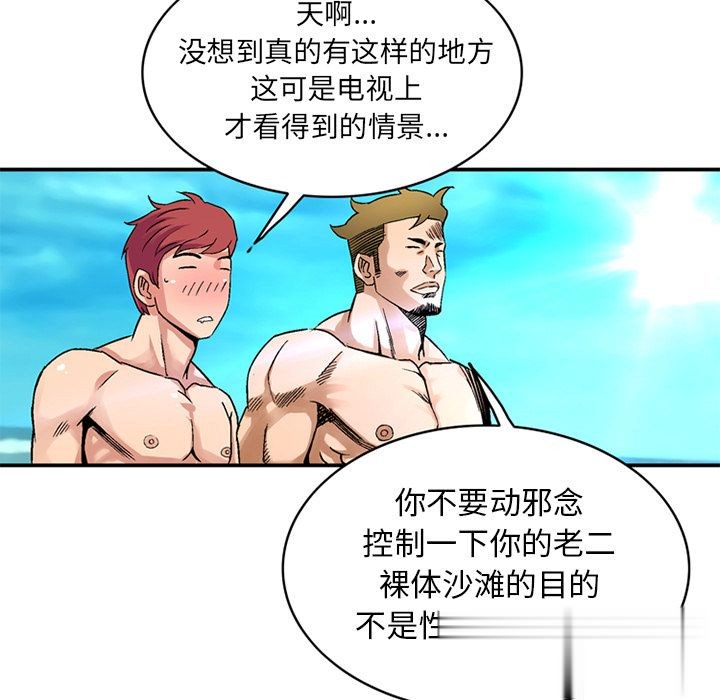 天啊...
没想到真的有这样的地方
这可是电视上
才看得到的情景...
你不要动邪念
控制一下你的老二
裸体沙滩的目的
不是性